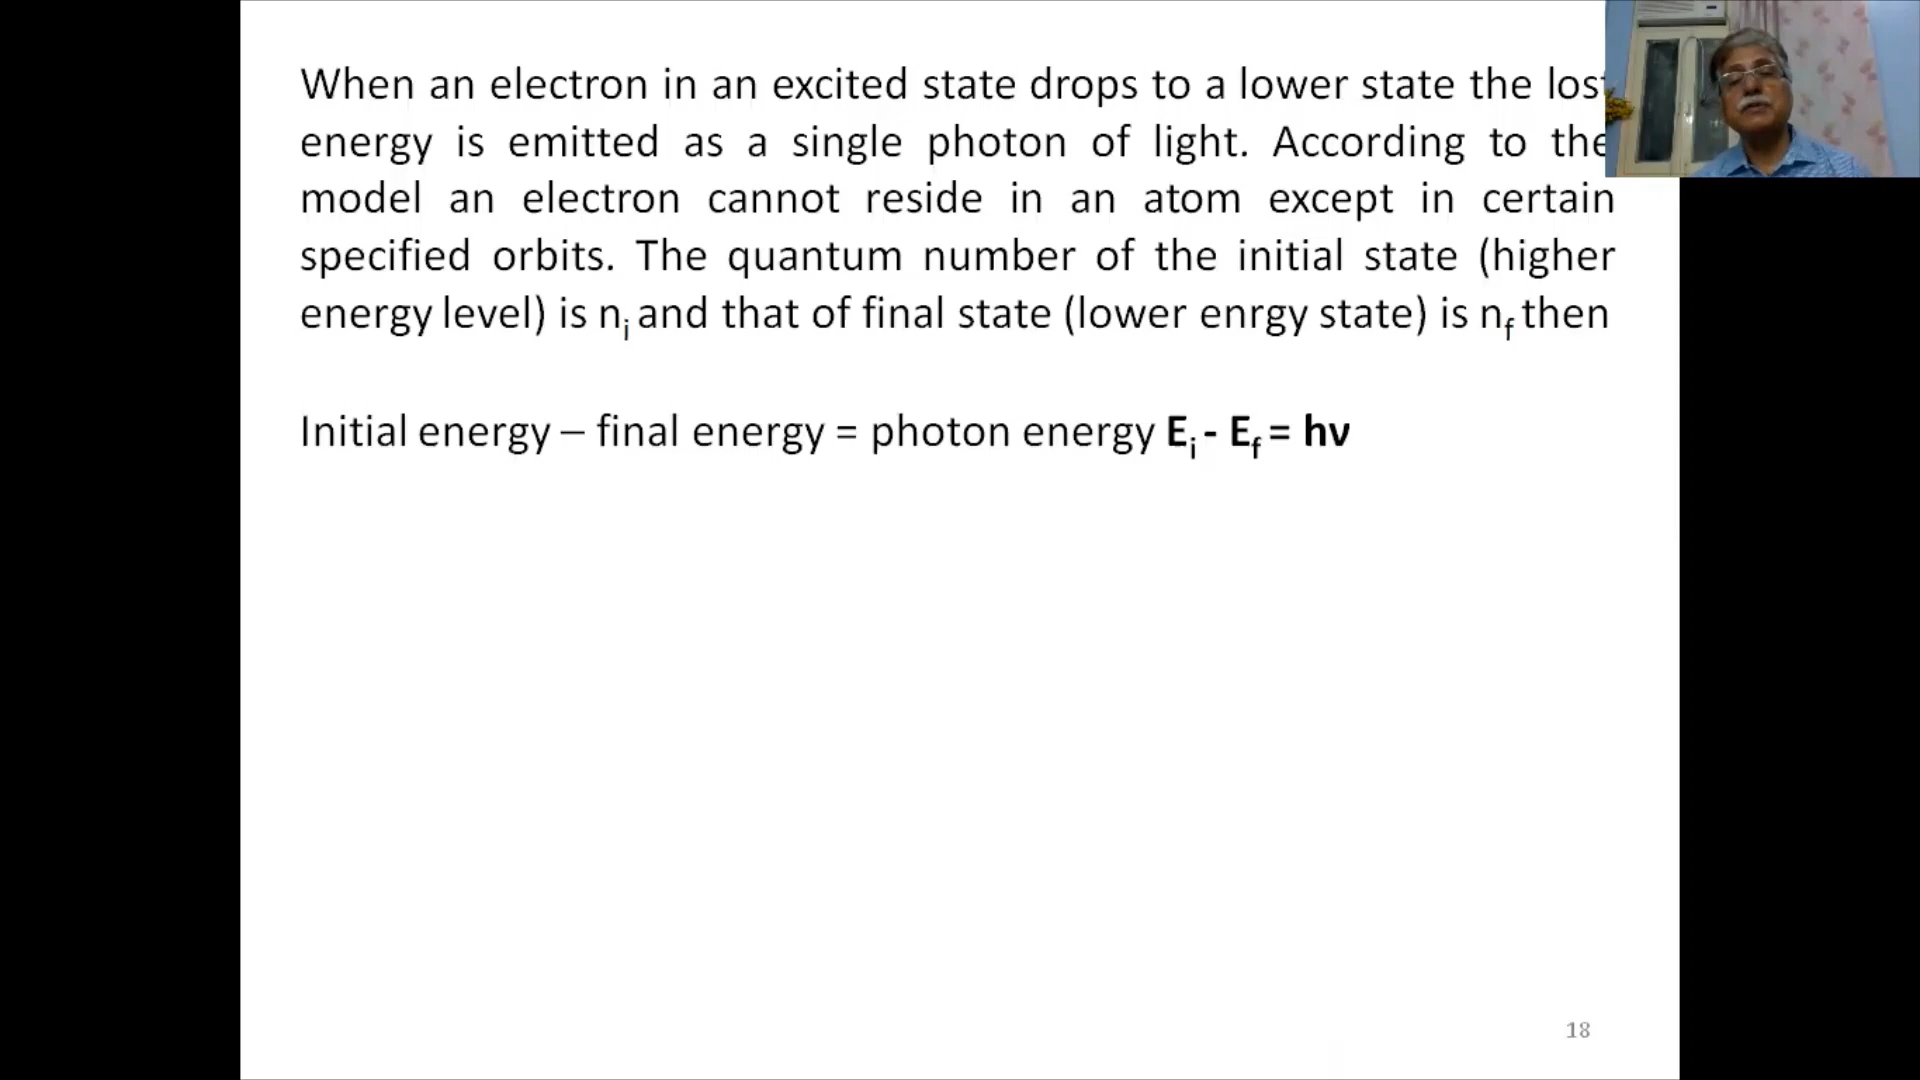 When an electron in an excited state drops to a lower state the lost
energy is emitted as a single photon of light. According to the
model an electron cannot reside in an atom except in certain
specified orbits. The quantum number of the initial state (higher
energy level) is nᵢ and that of final state (lower enrgy state) is n_f then
Initial energy – final energy = photon energy Eᵢ - E_f = hν
18